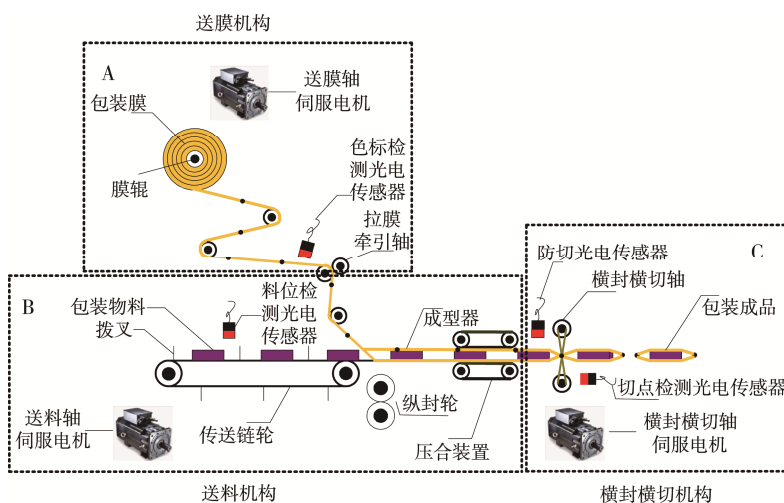 送膜机构
A
送膜轴
伺服电机
包装膜
膜辊
色标检
测光电
传感器
拉膜
牵引轴
B
包装物料
拨叉
料位检
测光电
传感器
成型器
防切光电传感器
C
横封横切轴
包装成品
送料轴
伺服电机
传送链轮
纵封轮
压合装置
切点检测光电传感器
横封横切轴
伺服电机
送料机构
横封横切机构